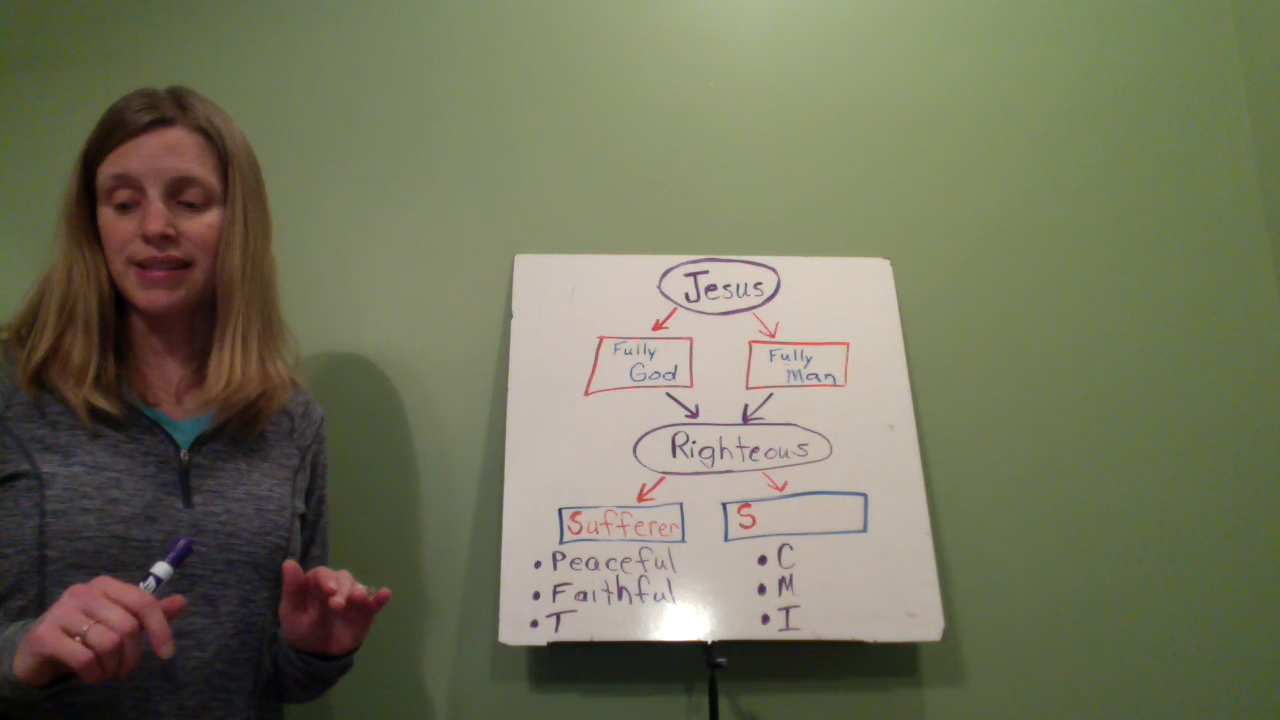 Jesus
Fully God
Fully Man
Righteous
Sufferer
S
• Peaceful
• Faithful
• T
• C
• M
• I